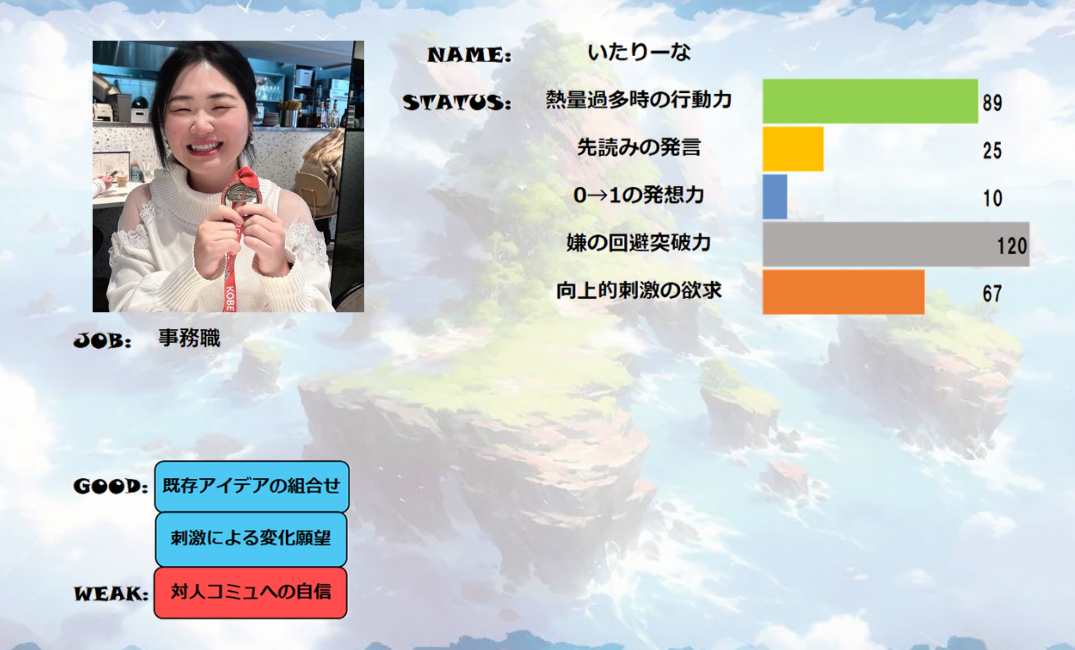 NAME: いたりーな
STATUS: 熱量過多時の行動力 89
先読みの発言 25
0→1の発想力 10
嫌の回避突破力 120
向上的刺激の欲求 67
KOBE
JOB: 事務職
GOOD: 既存アイデアの組合せ
刺激による変化願望
WEAK: 対人コミュへの自信